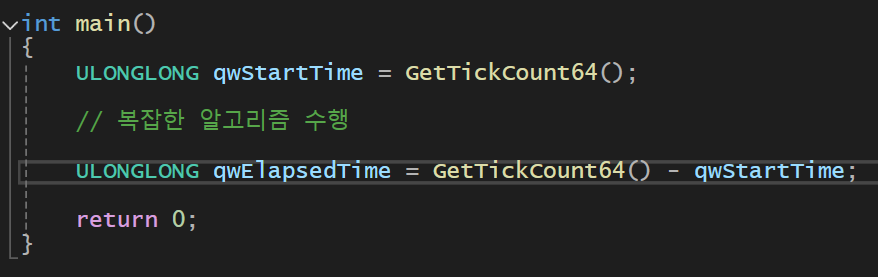 int main()
{
ULONGLONG qwStartTime = GetTickCount64();
// 복잡한 알고리즘 수행
ULONGLONG qwElapsedTime = GetTickCount64() - qwStartTime;
return 0;
}